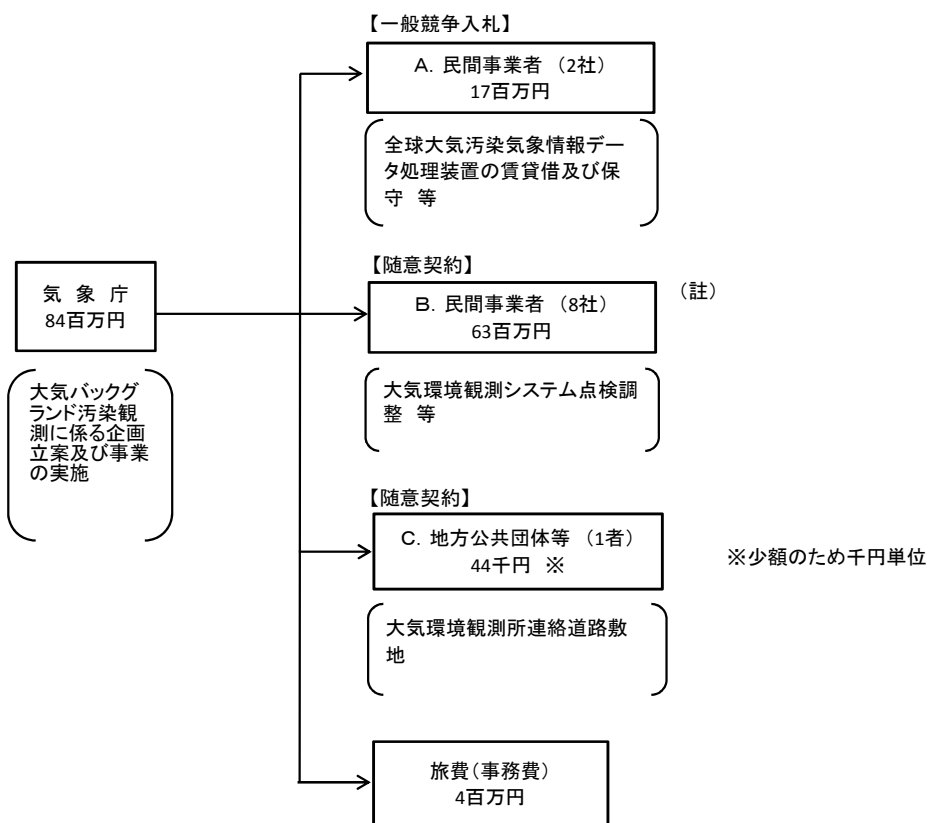 【一般競争入札】
A．民間事業者 （2社）
17百万円
全球大気汚染気象情報デー
タ処理装置の賃貸借及び保
守　等
気　象　庁
84百万円
大気バックグ
ランド汚染観
測に係る企画
立案及び事業
の実施
【随意契約】
B．民間事業者 （8社）
63百万円
（註）
大気環境観測システム点検調
整　等
【随意契約】
C．地方公共団体等 （1者）
44千円　※
※少額のため千円単位
大気環境観測所連絡道路敷
地
旅費（事務費）
4百万円